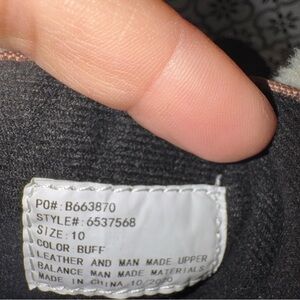 PO#:B663870
STYLE#:6537568
SIZE:10
COLOR BUFF
LEATHER AND MAN MADE UPPER
BALANCE MAN MADE MATERIALS
MADE IN CHINA 10/2020